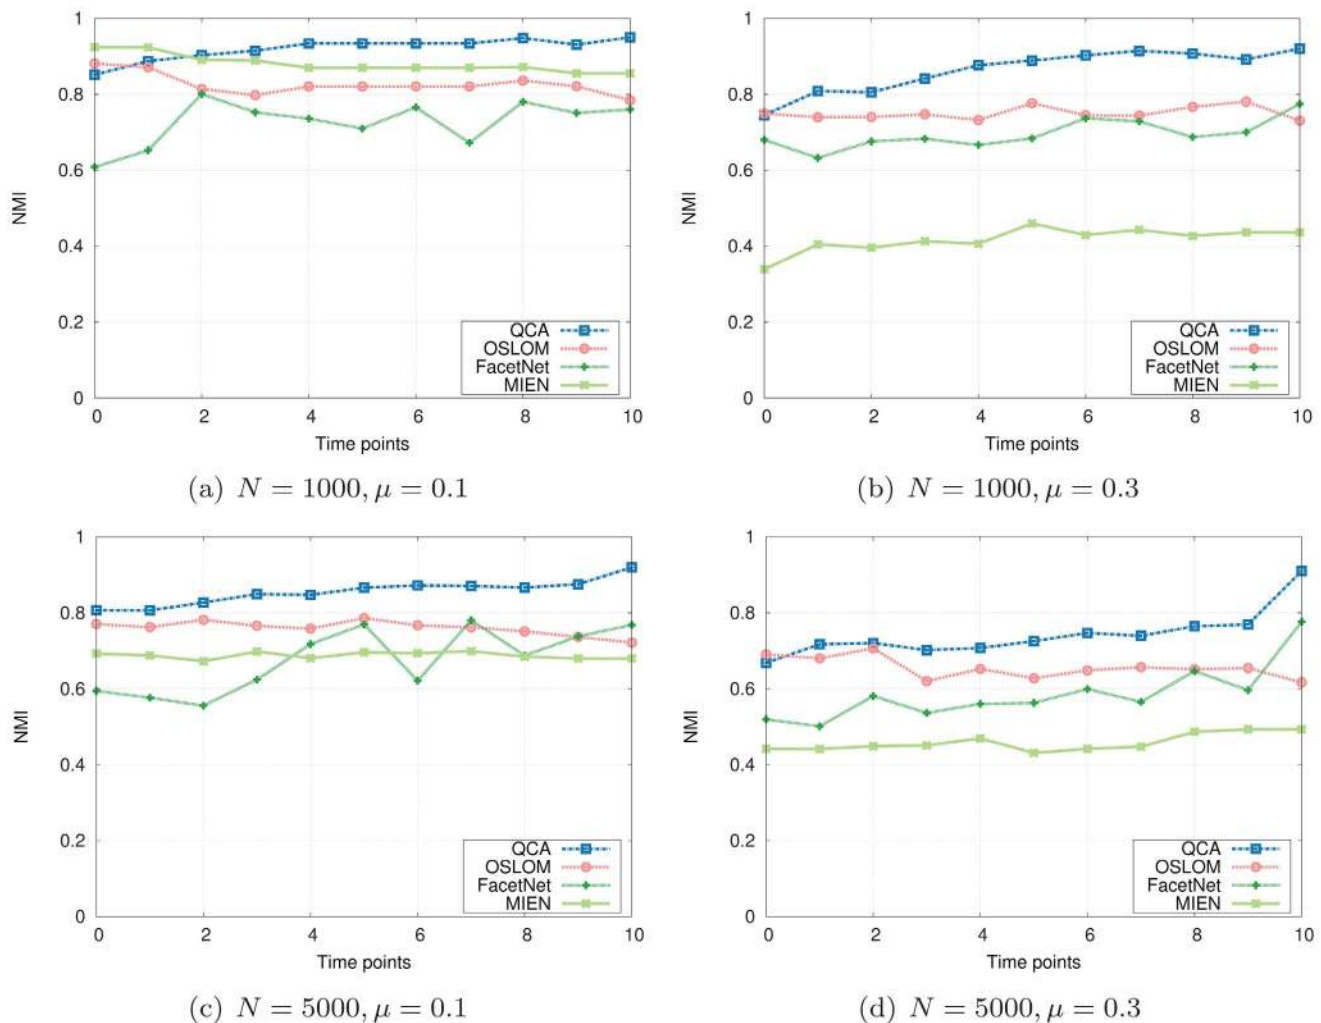 1
0.8
0.6
NMI
0.4
0.2
0
QCA
OSLOM
FacetNet
MIEN
0 2 4 6 8 10
Time points
(a) N = 1000, μ = 0.1
1
0.8
0.6
NMI
0.4
0.2
0
QCA
OSLOM
FacetNet
MIEN
0 2 4 6 8 10
Time points
(b) N = 1000, μ = 0.3
1
0.8
0.6
NMI
0.4
0.2
0
QCA
OSLOM
FacetNet
MIEN
0 2 4 6 8 10
Time points
(c) N = 5000, μ = 0.1
1
0.8
0.6
NMI
0.4
0.2
0
QCA
OSLOM
FacetNet
MIEN
0 2 4 6 8 10
Time points
(d) N = 5000, μ = 0.3